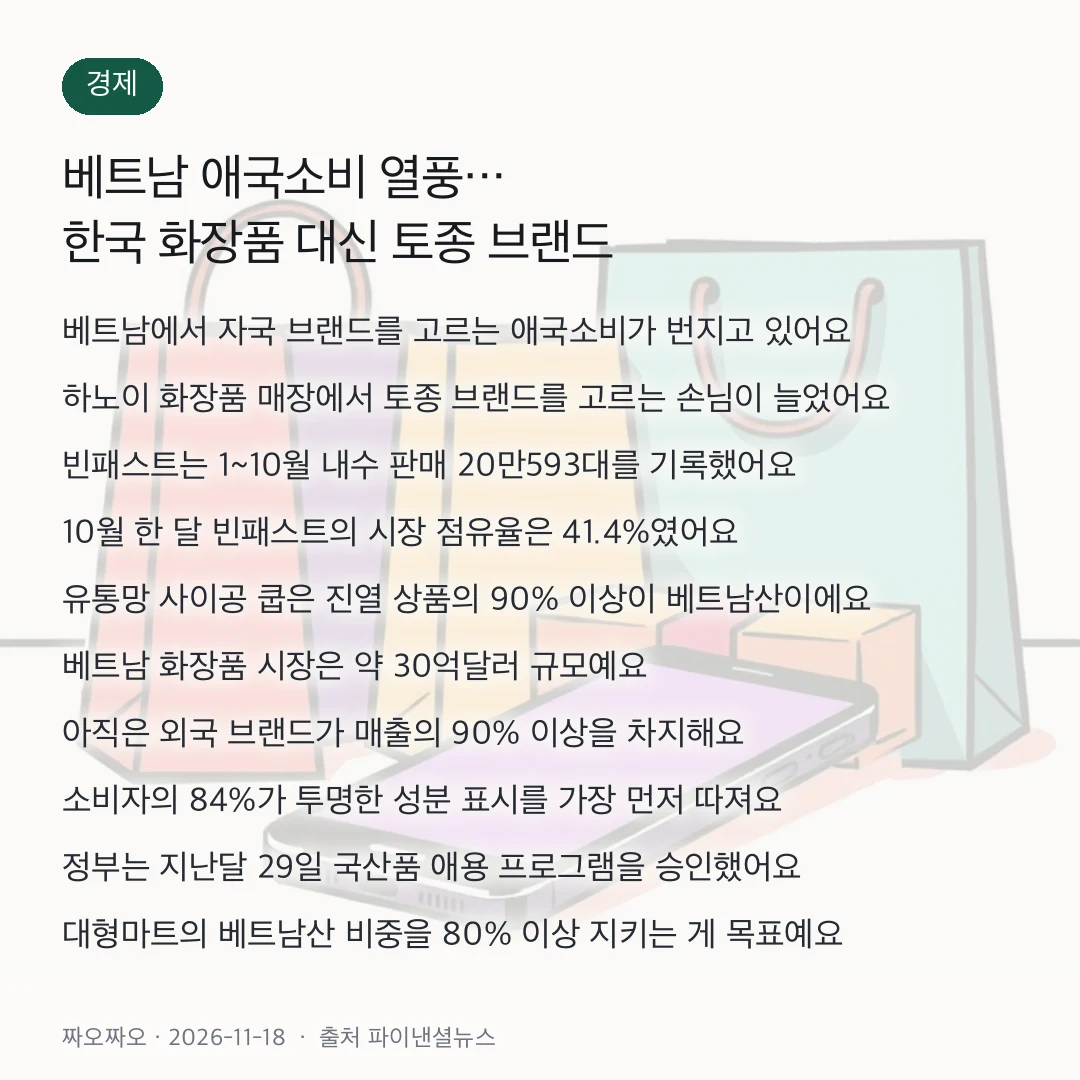 경제
베트남 애국소비 열풍…
한국 화장품 대신 토종 브랜드
베트남에서 자국 브랜드를 고르는 애국소비가 번지고 있어요
하노이 화장품 매장에서 토종 브랜드를 고르는 손님이 늘었어요
빈패스트는 1~10월 내수 판매 20만593대를 기록했어요
10월 한 달 빈패스트의 시장 점유율은 41.4%였어요
유통망 사이공 쿱은 진열 상품의 90% 이상이 베트남산이에요
베트남 화장품 시장은 약 30억달러 규모예요
아직은 외국 브랜드가 매출의 90% 이상을 차지해요
소비자의 84%가 투명한 성분 표시를 가장 먼저 따져요
정부는 지난달 29일 국산품 애용 프로그램을 승인했어요
대형마트의 베트남산 비중을 80% 이상 지키는 게 목표예요
짜오짜오 · 2026-11-18 · 출처 파이낸셜뉴스